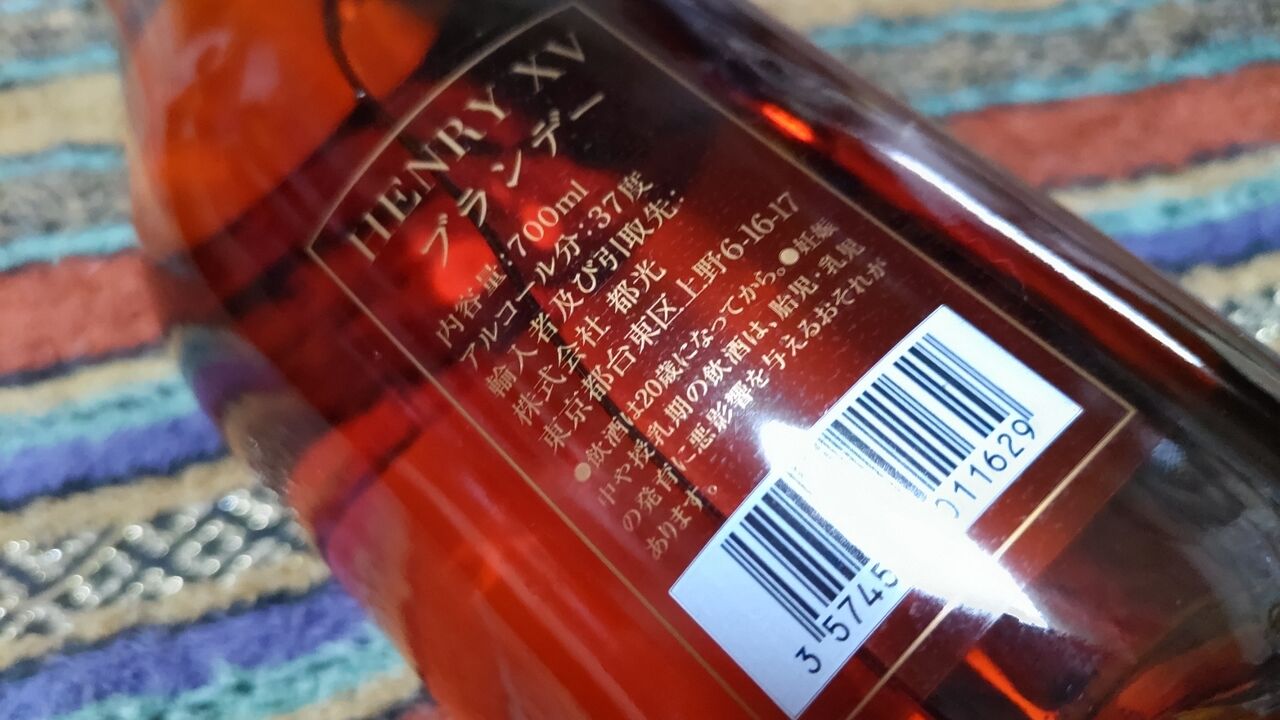 HENRY XV
ブランデー
内容量:700ml
アルコール分:37度
輸入者及び引取先:
株式会社 都光
東京都台東区上野6-16-17
●飲酒は20歳になってから。●妊娠
中や授乳期の飲酒は、胎児・乳児
の発育に悪影響を与えるおそれが
あります。
3 5745 011629